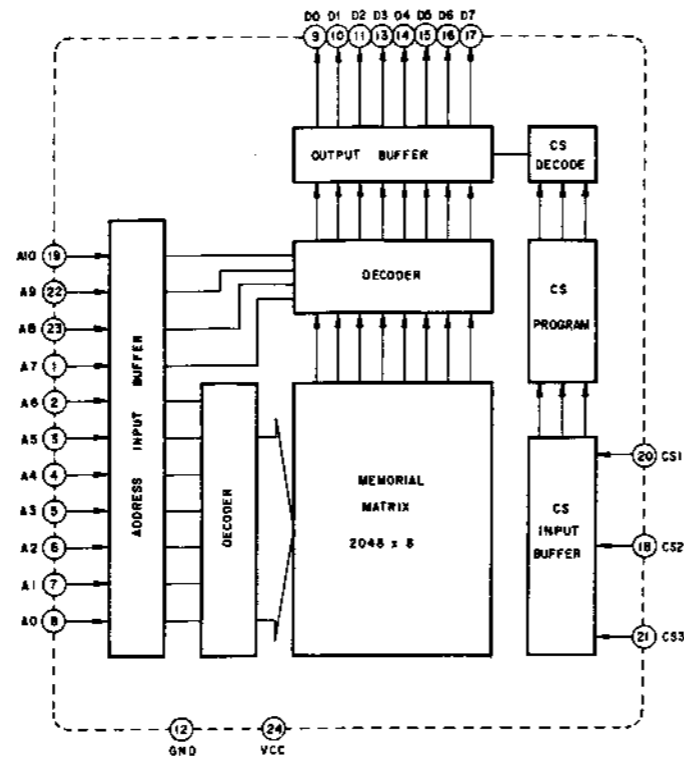 D0 D1 D2 D3 D4 D5 D6 D7
9 10 11 13 14 15 16 17
OUTPUT BUFFER
CS
DECODE
A10 19
A9 22
A8 23
A7 1
A6 2
A5 3
A4 4
A3 5
A2 6
A1 7
A0 8
ADDRESS INPUT BUFFER
DECODER
DECODER
MEMORIAL
MATRIX
2048 x 8
CS
PROGRAM
CS
INPUT
BUFFER
20 CS1
18 CS2
21 CS3
12
GND
24
VCC